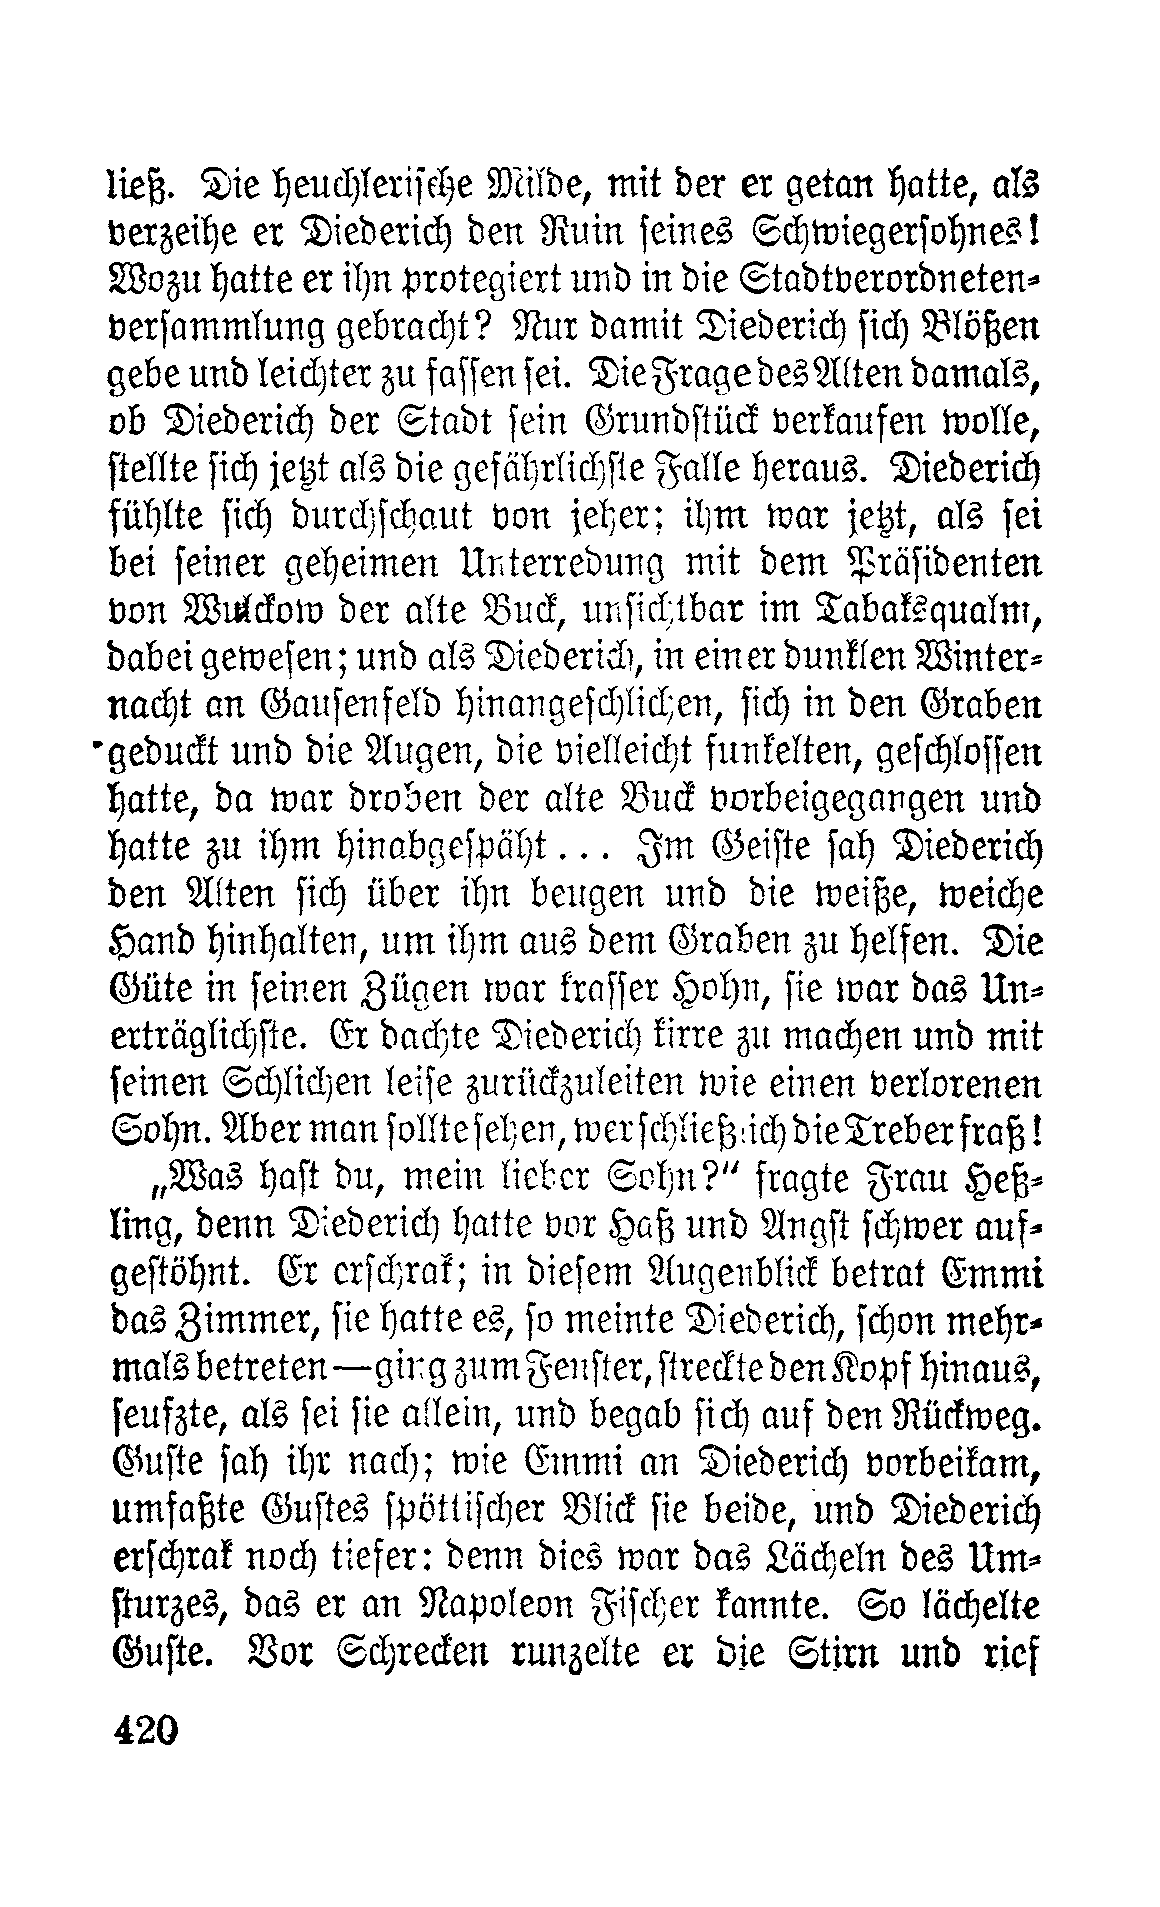 ließ. Die heuchlerische Milde, mit der er getan hatte, als
verzeihe er Diederich den Ruin seines Schwiegersohnes!
Wozu hatte er ihn protegiert und in die Stadtverordneten-
versammlung gebracht? Nur damit Diederich sich Blößen
gebe und leichter zu fassen sei. Die Frage des Alten damals,
ob Diederich der Stadt sein Grundstück verkaufen wolle,
stellte sich jetzt als die gefährlichste Falle heraus. Diederich
fühlte sich durchschaut von jeher; ihm war jetzt, als sei
bei seiner geheimen Unterredung mit dem Präsidenten
von Wulckow der alte Buck, unsichtbar im Tabaksqualm,
dabei gewesen; und als Diederich, in einer dunklen Winter-
nacht an Gausenfeld hinangeschlichen, sich in den Graben
geduckt und die Augen, die vielleicht funkelten, geschlossen
hatte, da war droben der alte Buck vorbeigegangen und
hatte zu ihm hinabgespäht... Im Geiste sah Diederich
den Alten sich über ihn beugen und die weiße, weiche
Hand hinhalten, um ihm aus dem Graben zu helfen. Die
Güte in seinen Zügen war krasser Hohn, sie war das Un-
erträglichste. Er dachte Diederich kirre zu machen und mit
seinen Schlichen leise zurückzuleiten wie einen verlorenen
Sohn. Aber man sollte sehen, wer schließlich die Treber fraß!
„Was hast du, mein lieber Sohn?“ fragte Frau Heß-
ling, denn Diederich hatte vor Haß und Angst schwer auf-
gestöhnt. Er erschrak; in diesem Augenblick betrat Emmi
das Zimmer, sie hatte es, so meinte Diederich, schon mehr-
mals betreten—ging zum Fenster, streckte den Kopf hinaus,
seufzte, als sei sie allein, und begab sich auf den Rückweg.
Guste sah ihr nach; wie Emmi an Diederich vorbeikam,
umfaßte Gustes spöttischer Blick sie beide, und Diederich
erschrak noch tiefer: denn dies war das Lächeln des Um-
sturzes, das er an Napoleon Fischer kannte. So lächelte
Guste. Vor Schrecken runzelte er die Stirn und rief
420